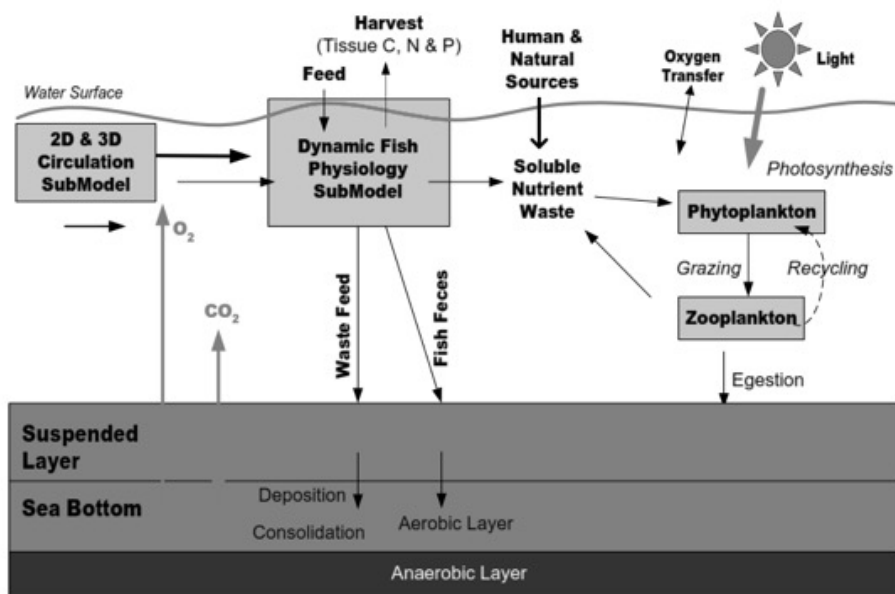 Harvest
(Tissue C, N & P)
Feed
Human &
Natural
Sources
Oxygen
Transfer
Light
Water Surface
2D & 3D
Circulation
SubModel
Dynamic Fish
Physiology
SubModel
Soluble
Nutrient
Waste
Photosynthesis
Phytoplankton
O2
Grazing
Recycling
CO2
Zooplankton
Waste Feed
Fish Feces
Egestion
Suspended
Layer
Sea Bottom
Deposition
Consolidation
Aerobic Layer
Anaerobic Layer